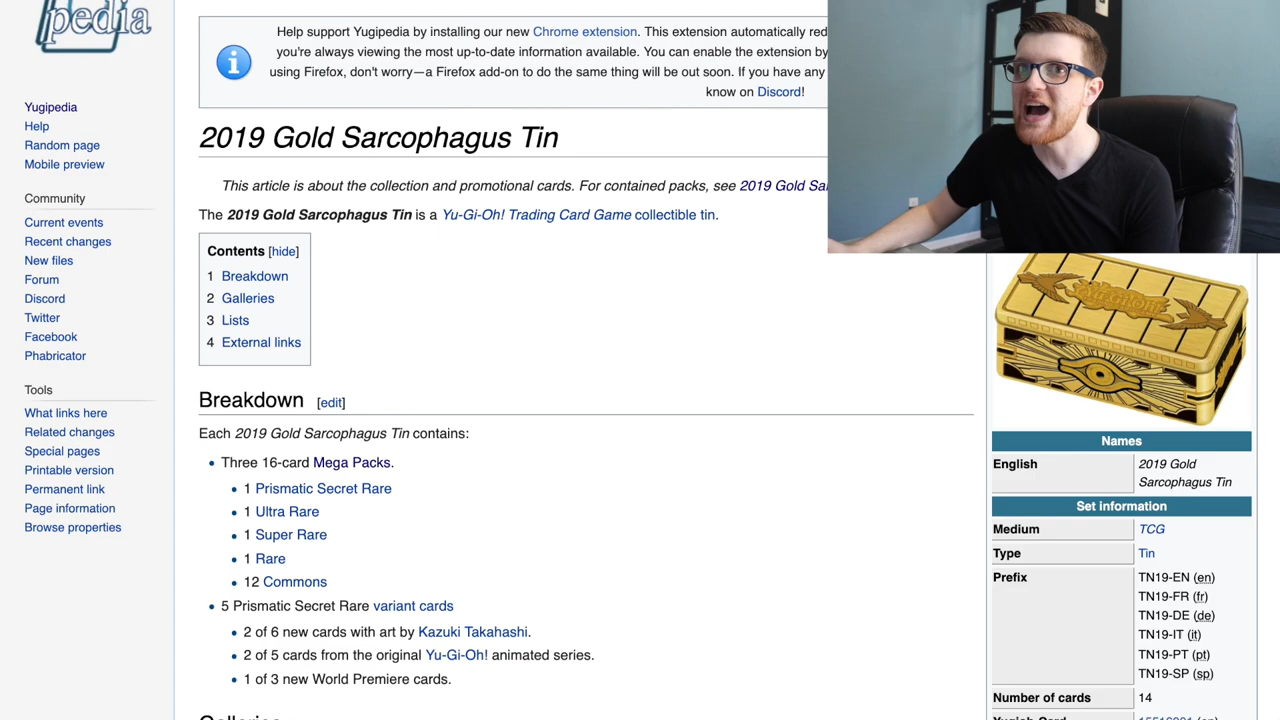 pedia
Help support Yugipedia by installing our new Chrome extension. This extension automatically red
you're always viewing the most up-to-date information available. You can enable the extension by
using Firefox, don't worry—a Firefox add-on to do the same thing will be out soon. If you have any
know on Discord!
Yugipedia
Help
Random page
Mobile preview
Community
Current events
Recent changes
New files
Forum
Discord
Twitter
Facebook
Phabricator
Tools
What links here
Related changes
Special pages
Printable version
Permanent link
Page information
Browse properties
2019 Gold Sarcophagus Tin
This article is about the collection and promotional cards. For contained packs, see 2019 Gold Sar
The 2019 Gold Sarcophagus Tin is a Yu-Gi-Oh! Trading Card Game collectible tin.
Contents [hide]
1 Breakdown
2 Galleries
3 Lists
4 External links
Breakdown [edit]
Each 2019 Gold Sarcophagus Tin contains:
• Three 16-card Mega Packs.
• 1 Prismatic Secret Rare
• 1 Ultra Rare
• 1 Super Rare
• 1 Rare
• 12 Commons
• 5 Prismatic Secret Rare variant cards
• 2 of 6 new cards with art by Kazuki Takahashi.
• 2 of 5 cards from the original Yu-Gi-Oh! animated series.
• 1 of 3 new World Premiere cards.
Galleries
YU-GI-OH!
Names
English 2019 Gold
Sarcophagus Tin
Set information
Medium TCG
Type Tin
Prefix TN19-EN (en)
TN19-FR (fr)
TN19-DE (de)
TN19-IT (it)
TN19-PT (pt)
TN19-SP (sp)
Number of cards 14